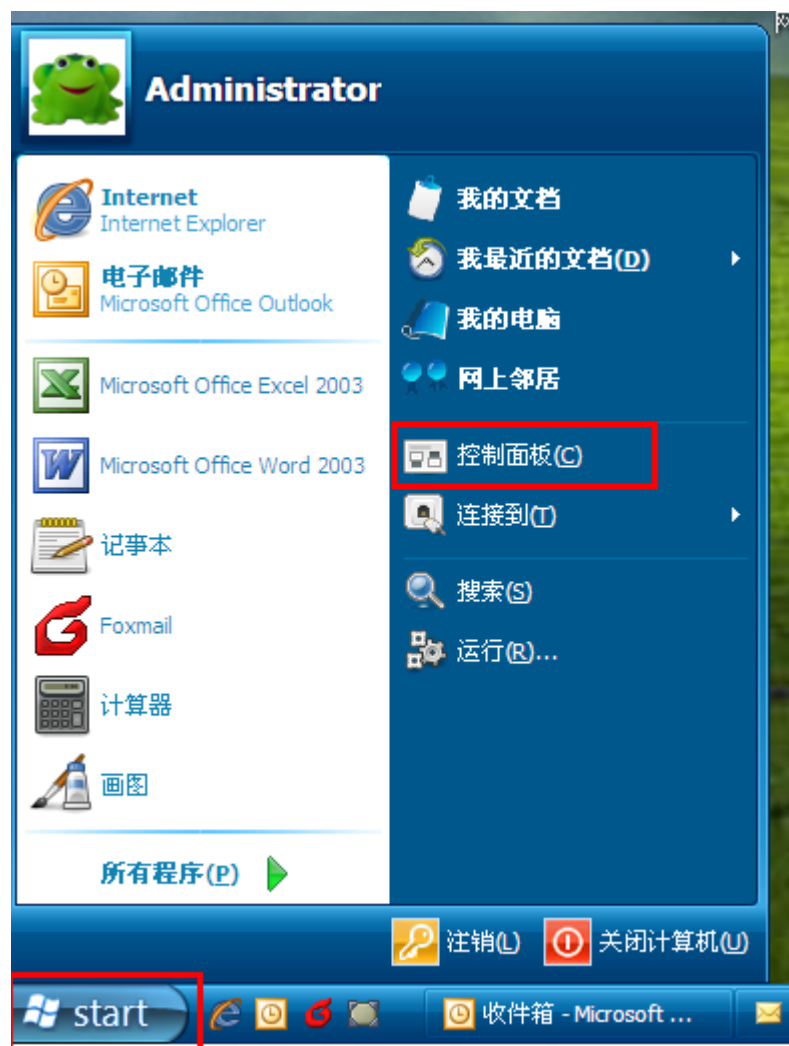 Administrator
Internet
Internet Explorer
电子邮件
Microsoft Office Outlook
Microsoft Office Excel 2003
Microsoft Office Word 2003
记事本
Foxmail
计算器
画图
所有程序(P)
我的文档
我最近的文档(D)
我的电脑
网上邻居
控制面板(C)
连接到(T)
搜索(S)
运行(R)...
注销(L)
关闭计算机(U)
start
收件箱 - Microsoft ...